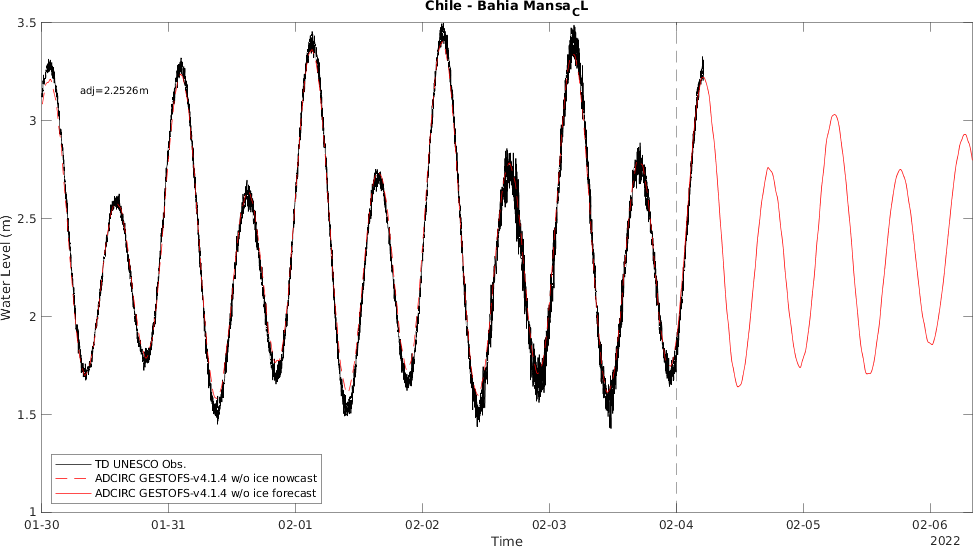 Chile - Bahia Mansa_CL
3.5
3
2.5
2
1.5
1
Water Level (m)
adj=2.2526m
TD UNESCO Obs.
ADCIRC GESTOFS-v4.1.4 w/o ice nowcast
ADCIRC GESTOFS-v4.1.4 w/o ice forecast
01-30 01-31 02-01 02-02 02-03 02-04 02-05 02-06
Time
2022